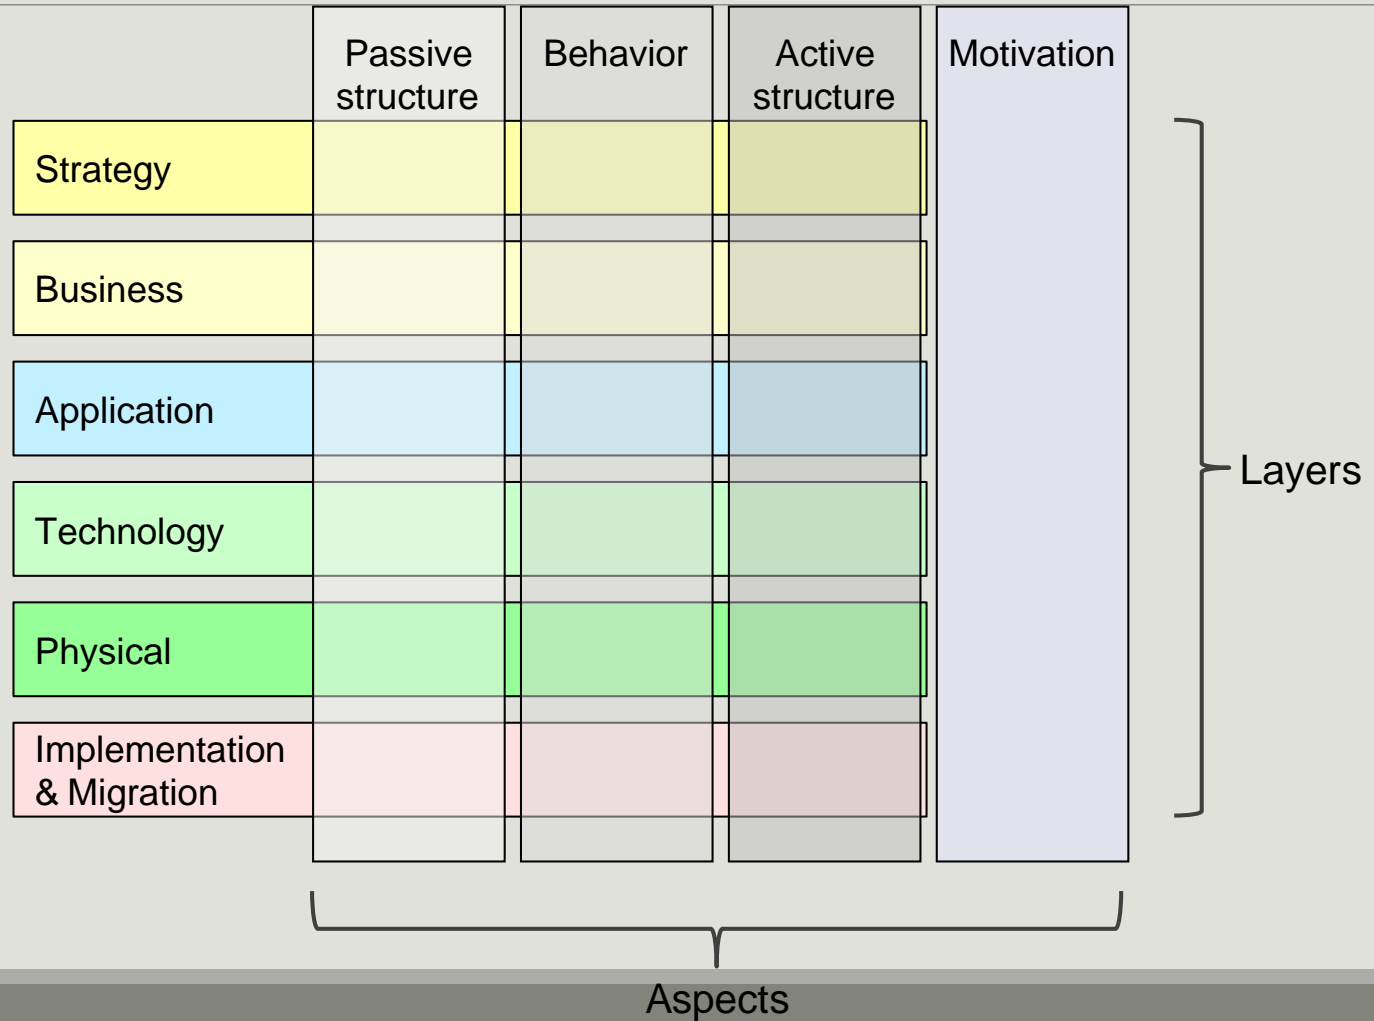 Passive
structure
Behavior
Active
structure
Motivation
Strategy
Business
Application
Technology
Physical
Implementation
& Migration
Layers
Aspects